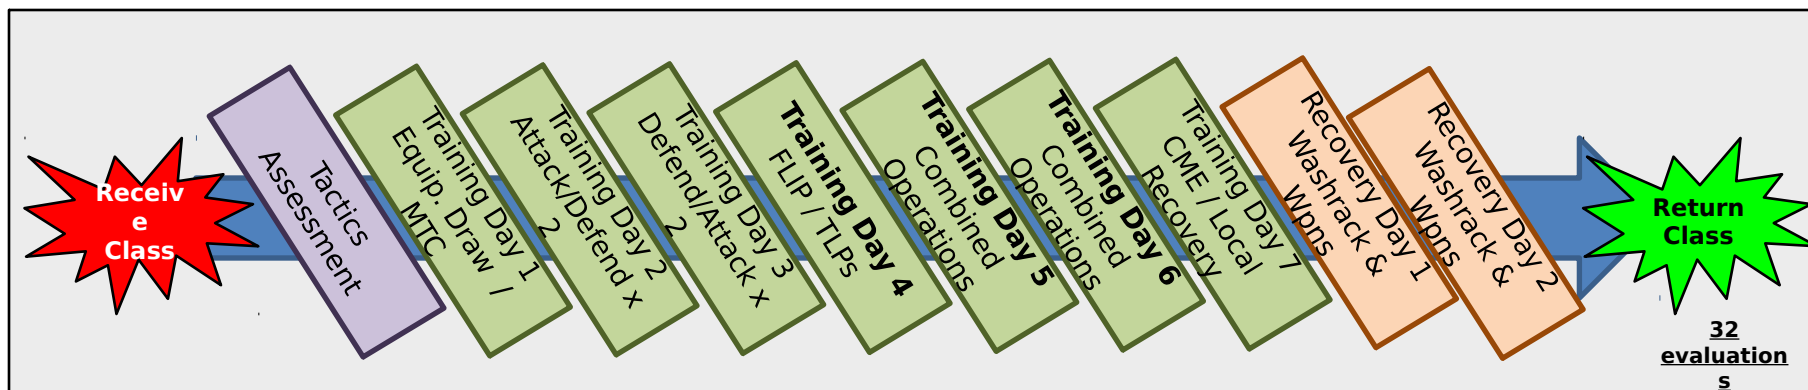 Receiv
e
Class
Tactics
Assessment
Training Day 1
Equip. Draw /
MTC
Training Day 2
Attack/Defend x
2
Training Day 3
Defend/Attack x
2
Training Day 4
FLIP / TLPs
Training Day 5
Combined
Operations
Training Day 6
Combined
Operations
Training Day 7
CME / Local
Recovery
Recovery Day 1
Washrack &
Wpns
Recovery Day 2
Washrack &
Wpns
Return
Class
32
evaluation
s